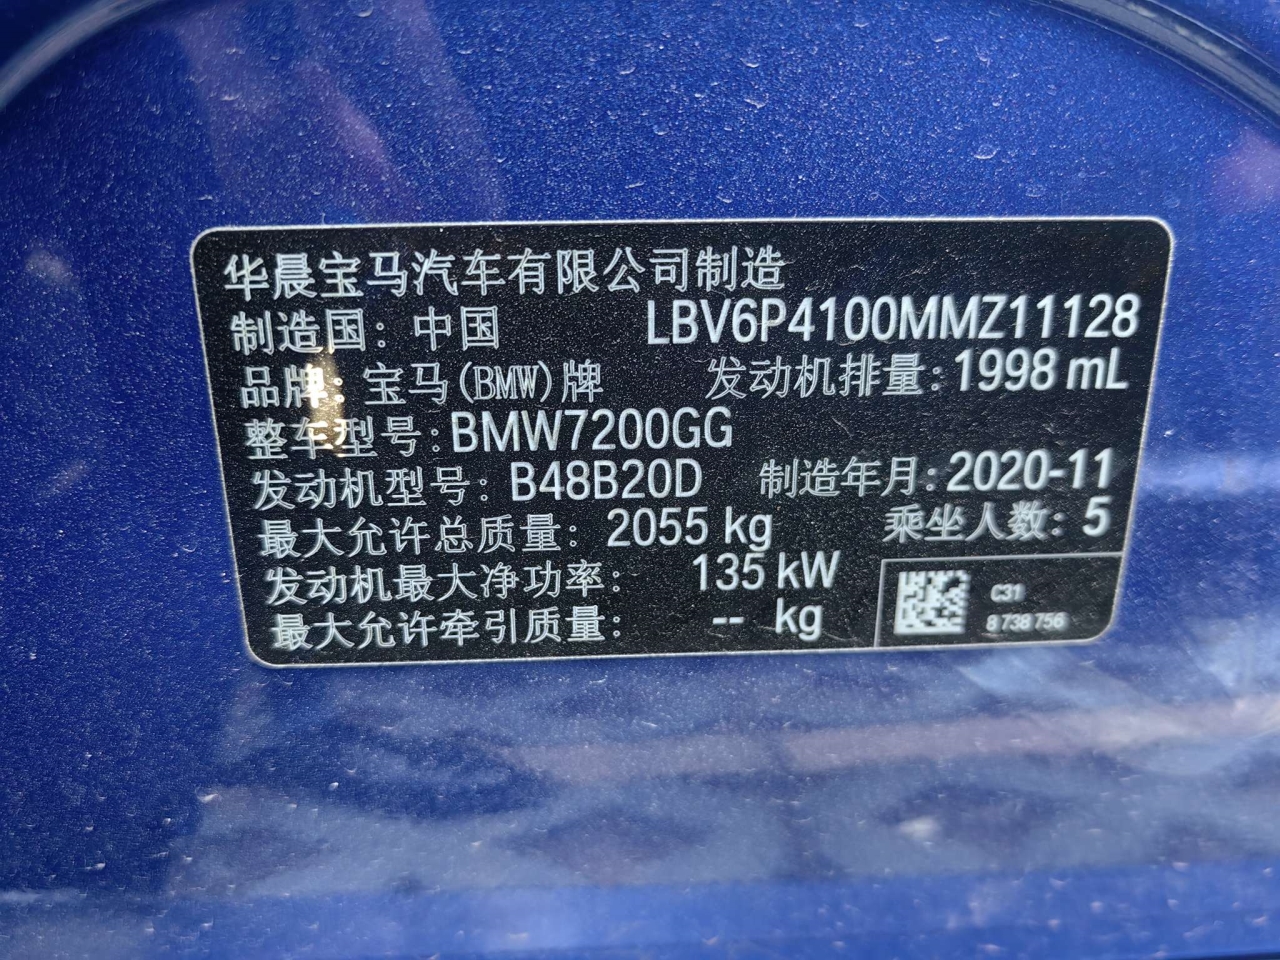 华晨宝马汽车有限公司制造
制造国：中国 LBV6P4100MMZ11128
品牌：宝马(BMW)牌 发动机排量：1998 mL
整车型号：BMW7200GG
发动机型号：B48B20D 制造年月：2020-11
最大允许总质量：2055 kg 乘坐人数：5
发动机最大净功率：135 kW
最大允许牵引质量：-- kg
C31
8 738 756